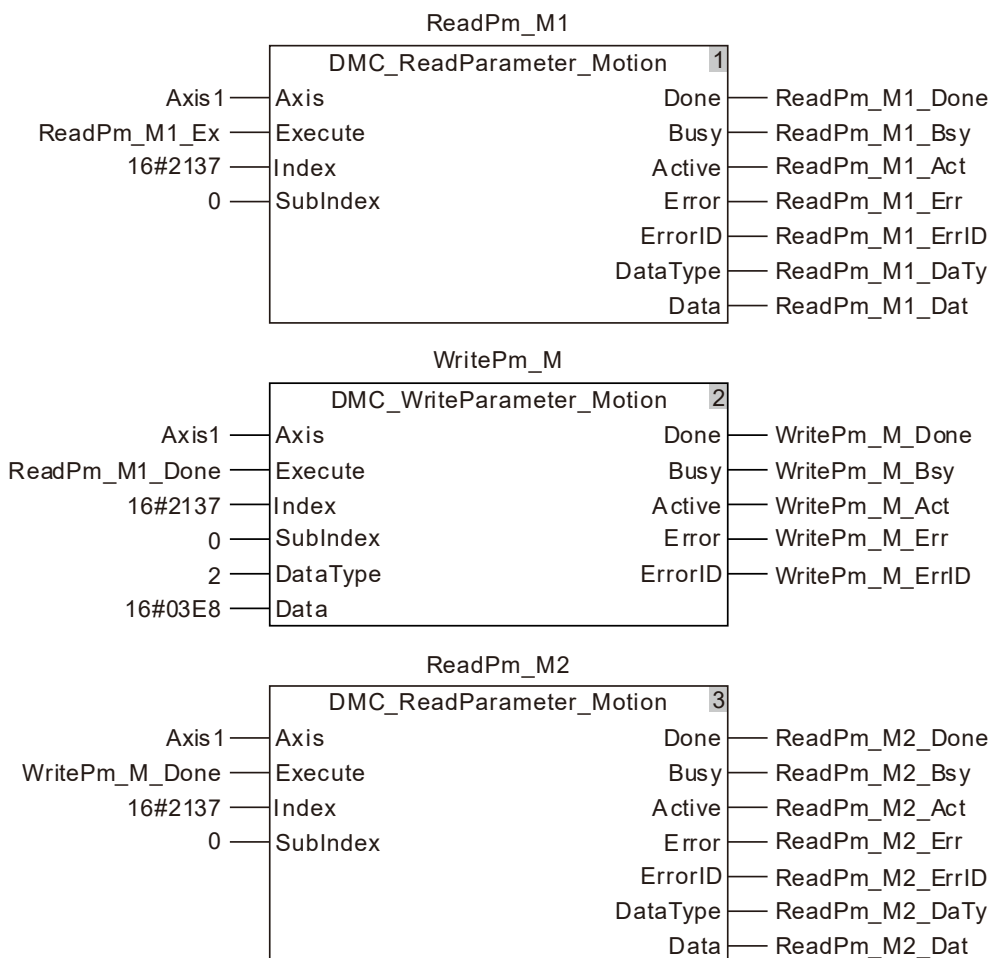 ReadPm_M1
DMC_ReadParameter_Motion 1
Axis1 Axis Done ReadPm_M1_Done
ReadPm_M1_Ex Execute Busy ReadPm_M1_Bsy
16#2137 Index Active ReadPm_M1_Act
0 SubIndex Error ReadPm_M1_Err
ErrorID ReadPm_M1_ErrID
DataType ReadPm_M1_DaTy
Data ReadPm_M1_Dat
WritePm_M
DMC_WriteParameter_Motion 2
Axis1 Axis Done WritePm_M_Done
ReadPm_M1_Done Execute Busy WritePm_M_Bsy
16#2137 Index Active WritePm_M_Act
0 SubIndex Error WritePm_M_Err
2 DataType ErrorID WritePm_M_ErrID
16#03E8 Data
ReadPm_M2
DMC_ReadParameter_Motion 3
Axis1 Axis Done ReadPm_M2_Done
WritePm_M_Done Execute Busy ReadPm_M2_Bsy
16#2137 Index Active ReadPm_M2_Act
0 SubIndex Error ReadPm_M2_Err
ErrorID ReadPm_M2_ErrID
DataType ReadPm_M2_DaTy
Data ReadPm_M2_Dat